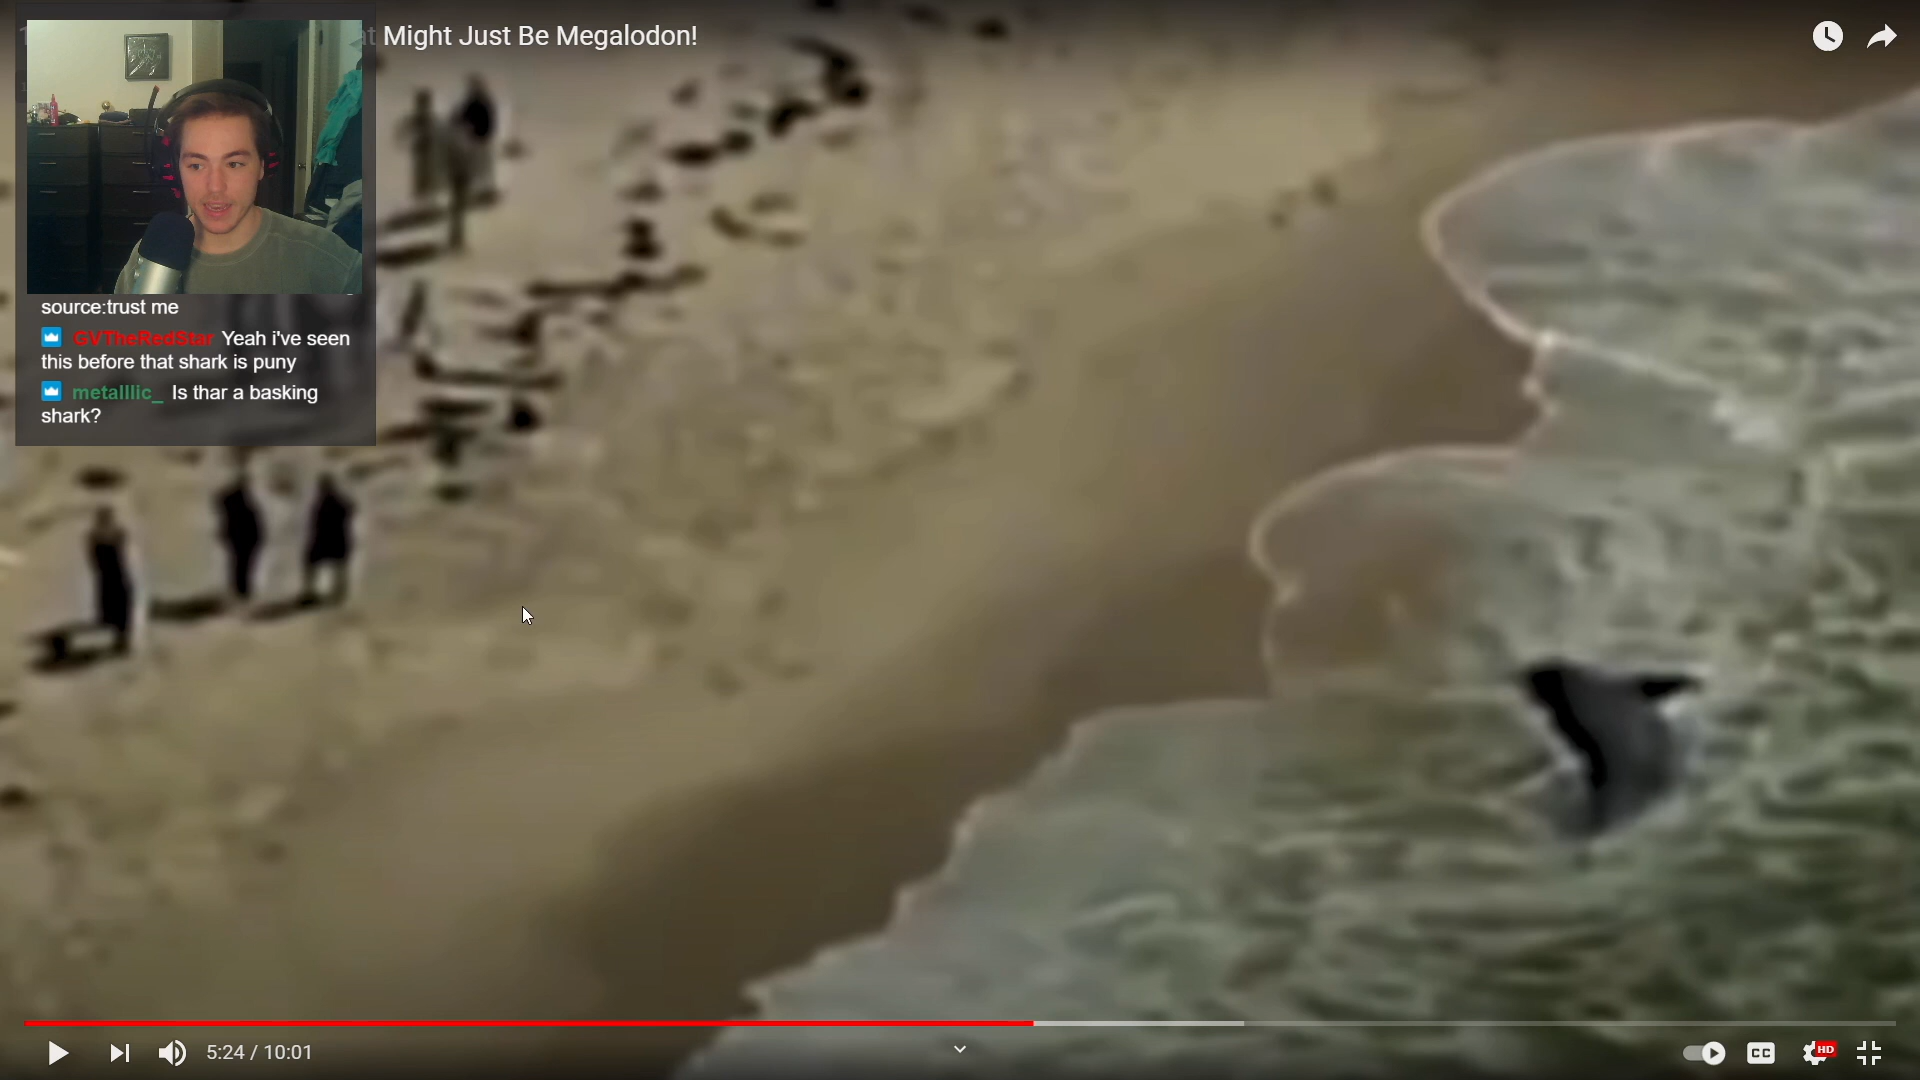 Might Just Be Megalodon!
source:trust me
GVTheRedStar Yeah i've seen
this before that shark is puny
metalllic_ Is thar a basking
shark?
5:24 / 10:01
CC
HD